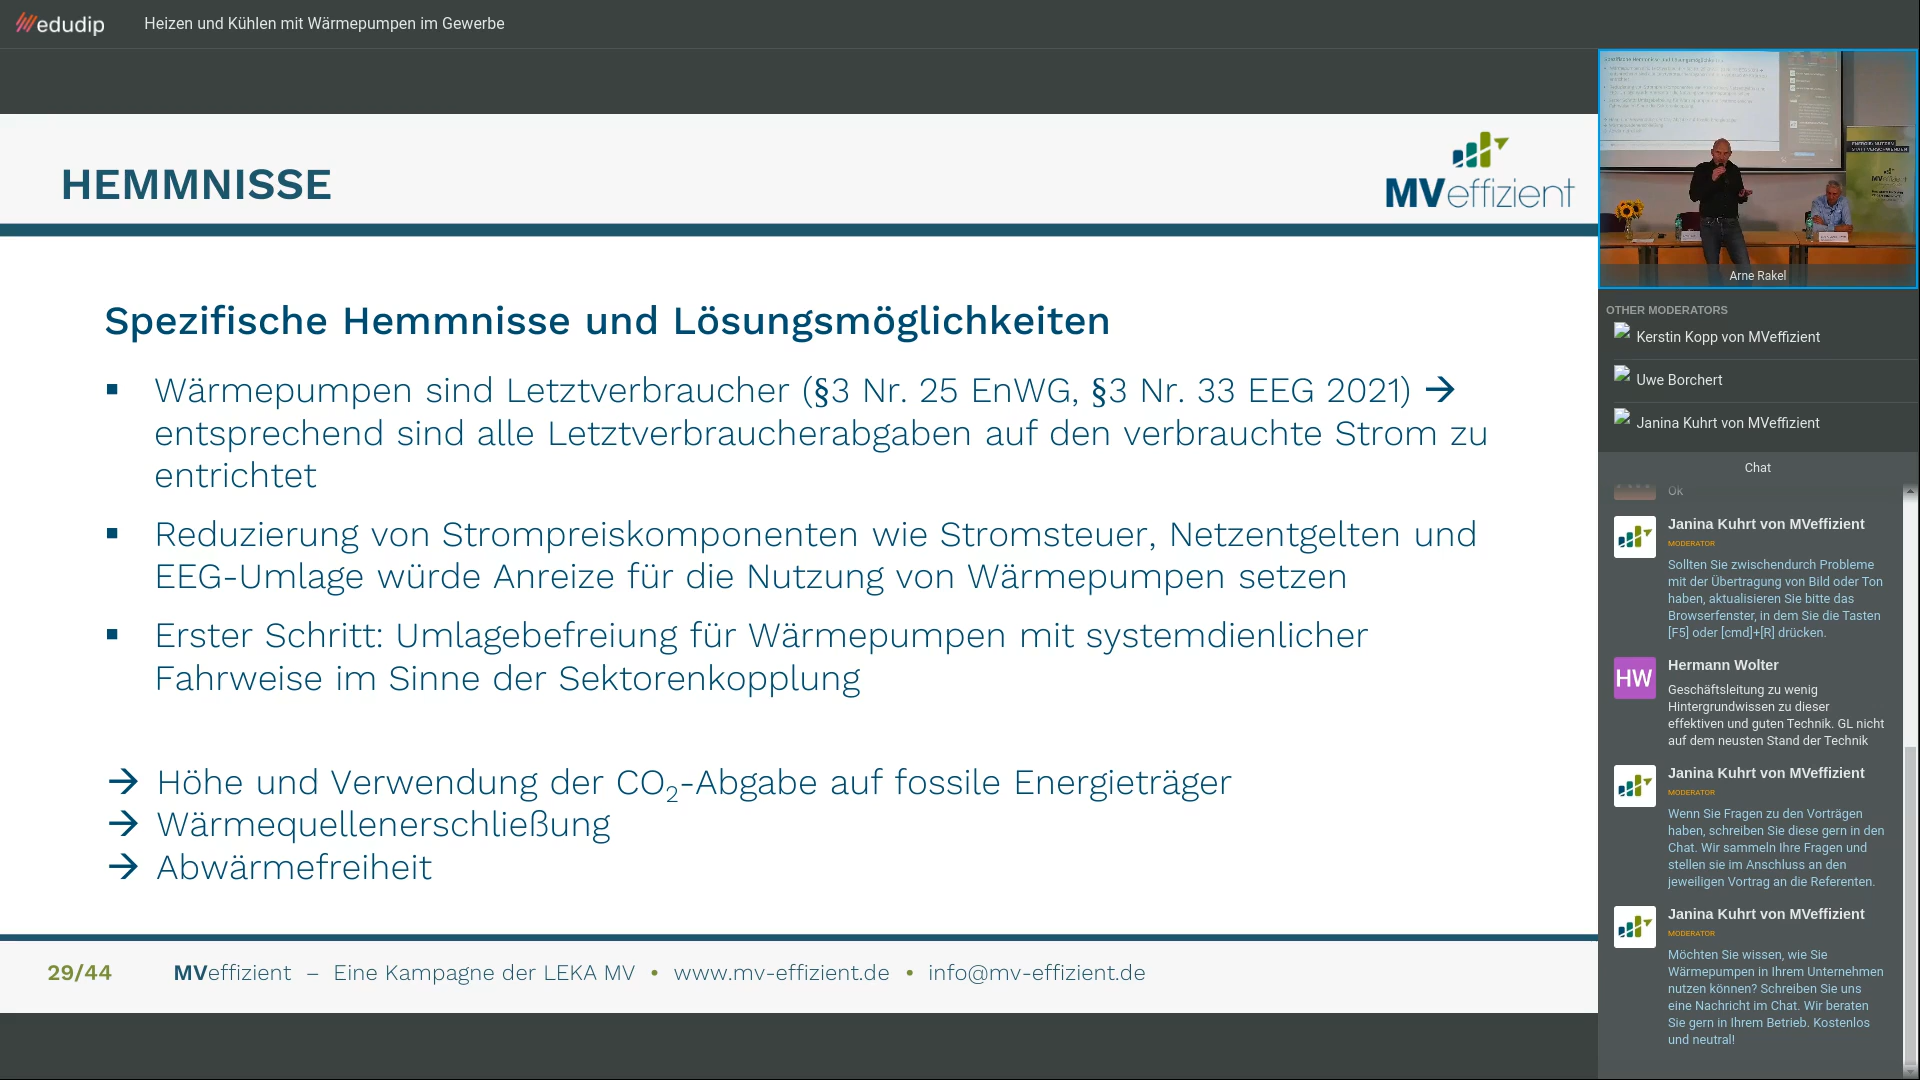 edudip
Heizen und Kühlen mit Wärmepumpen im Gewerbe
HEMMNISSE
MVeffizient
Spezifische Hemmnisse und Lösungsmöglichkeiten
▪ Wärmepumpen sind Letztverbraucher (§3 Nr. 25 EnWG, §3 Nr. 33 EEG 2021) →
entsprechend sind alle Letztverbraucherabgaben auf den verbrauchte Strom zu
entrichtet
▪ Reduzierung von Strompreiskomponenten wie Stromsteuer, Netzentgelten und
EEG-Umlage würde Anreize für die Nutzung von Wärmepumpen setzen
▪ Erster Schritt: Umlagebefreiung für Wärmepumpen mit systemdienlicher
Fahrweise im Sinne der Sektorenkopplung
→ Höhe und Verwendung der CO₂-Abgabe auf fossile Energieträger
→ Wärmequellenerschließung
→ Abwärmefreiheit
29/44 MVeffizient – Eine Kampagne der LEKA MV • www.mv-effizient.de • info@mv-effizient.de
Arne Rakel
OTHER MODERATORS
Kerstin Kopp von MVeffizient
Uwe Borchert
Janina Kuhrt von MVeffizient
Chat
Ok
Janina Kuhrt von MVeffizient
MODERATOR
Sollten Sie zwischendurch Probleme
mit der Übertragung von Bild oder Ton
haben, aktualisieren Sie bitte das
Browserfenster, in dem Sie die Tasten
[F5] oder [cmd]+[R] drücken.
HW
Hermann Wolter
Geschäftsleitung zu wenig
Hintergrundwissen zu dieser
effektiven und guten Technik. GL nicht
auf dem neusten Stand der Technik
Janina Kuhrt von MVeffizient
MODERATOR
Wenn Sie Fragen zu den Vorträgen
haben, schreiben Sie diese gern in den
Chat. Wir sammeln Ihre Fragen und
stellen sie im Anschluss an den
jeweiligen Vortrag an die Referenten.
Janina Kuhrt von MVeffizient
MODERATOR
Möchten Sie wissen, wie Sie
Wärmepumpen in Ihrem Unternehmen
nutzen können? Schreiben Sie uns
eine Nachricht im Chat. Wir beraten
Sie gern in Ihrem Betrieb. Kostenlos
und neutral!